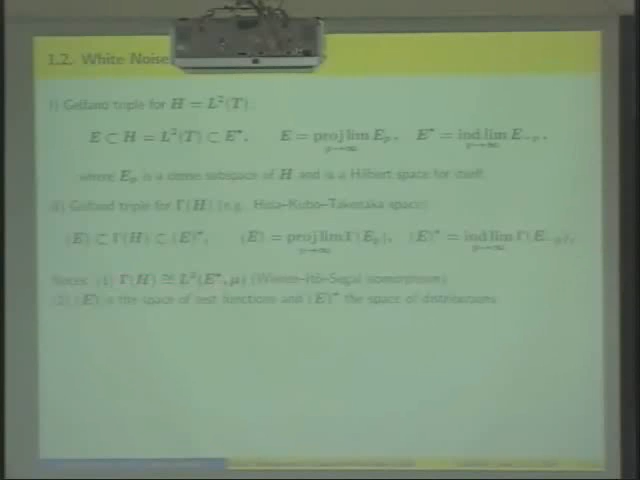 1.2. White Noise
i) Gelfand triple for H = L²(T):
E ⊂ H = L²(T) ⊂ E*, E = proj lim E_p, E* = ind lim E_{-p},
p→∞ p→∞
where E_p is a dense subspace of H and is a Hilbert space for itself.
ii) Gelfand triple for Γ(H) (e.g., Hida–Kubo–Takenaka space):
(E) ⊂ Γ(H) ⊂ (E)*, (E) = proj lim Γ(E_p), (E)* = ind lim Γ(E_{-p}),
p→∞ p→∞
Notes: (1) Γ(H) ≅ L²(E*, μ) (Wiener–Itô–Segal isomorphism)
(2) (E) is the space of test functions and (E)* the space of distributions.